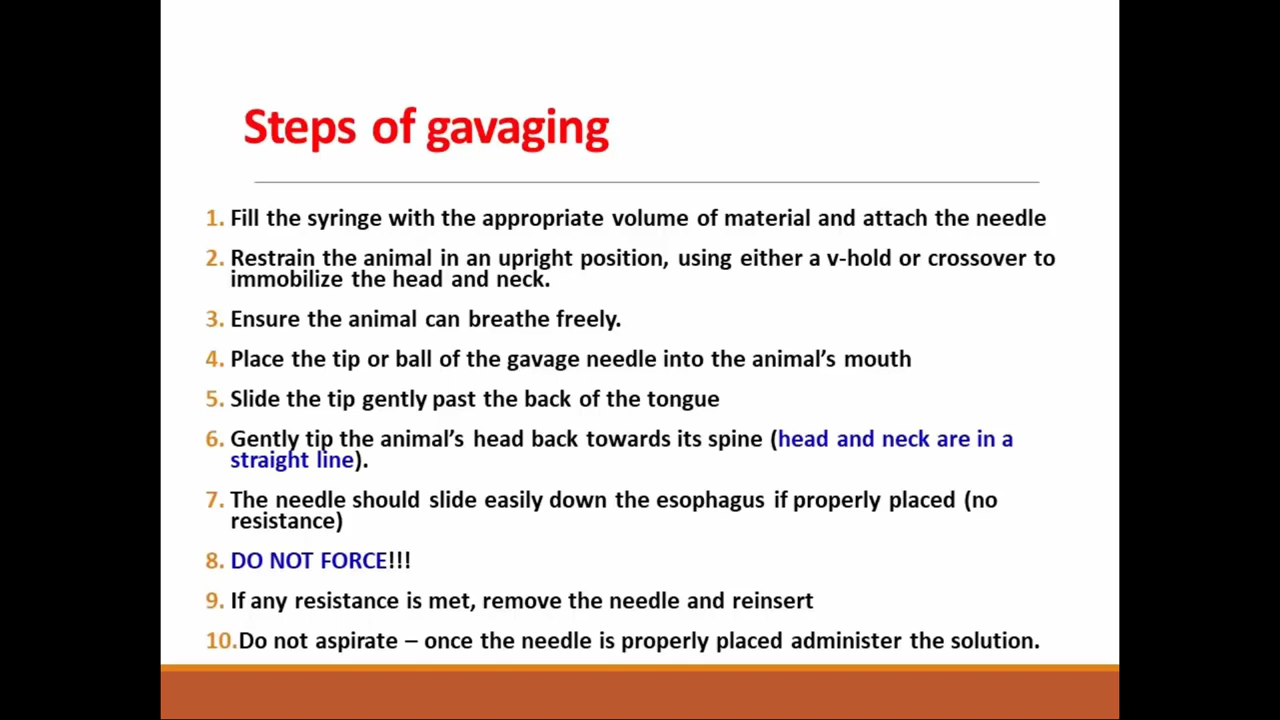 Steps of gavaging
1. Fill the syringe with the appropriate volume of material and attach the needle
2. Restrain the animal in an upright position, using either a v-hold or crossover to
immobilize the head and neck.
3. Ensure the animal can breathe freely.
4. Place the tip or ball of the gavage needle into the animal’s mouth
5. Slide the tip gently past the back of the tongue
6. Gently tip the animal’s head back towards its spine (head and neck are in a
straight line).
7. The needle should slide easily down the esophagus if properly placed (no
resistance)
8. DO NOT FORCE!!!
9. If any resistance is met, remove the needle and reinsert
10.Do not aspirate – once the needle is properly placed administer the solution.